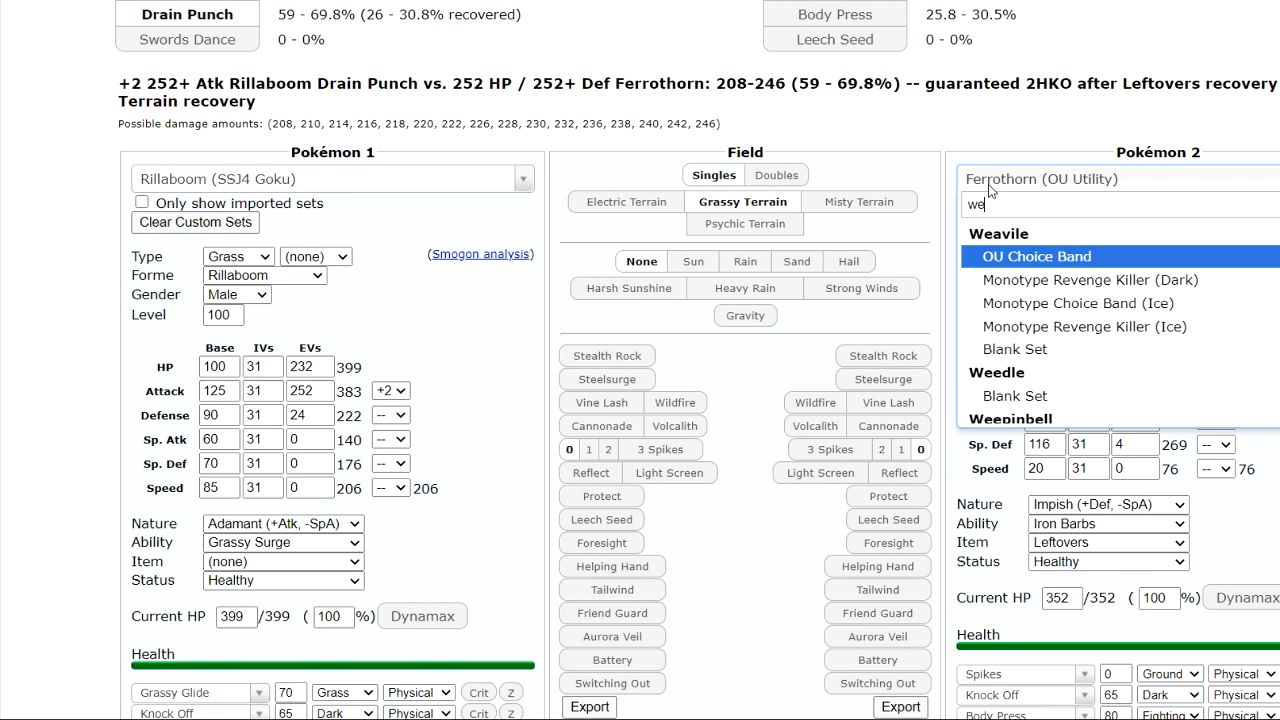 Drain Punch 59 - 69.8% (26 - 30.8% recovered)
Swords Dance 0 - 0%
Body Press 25.8 - 30.5%
Leech Seed 0 - 0%
+2 252+ Atk Rillaboom Drain Punch vs. 252 HP / 252+ Def Ferrothorn: 208-246 (59 - 69.8%) -- guaranteed 2HKO after Leftovers recovery
Terrain recovery
Possible damage amounts: (208, 210, 214, 216, 218, 220, 222, 226, 228, 230, 232, 236, 238, 240, 242, 246)
Pokémon 1
Rillaboom (SSJ4 Goku)
Only show imported sets
Clear Custom Sets
Type Grass (none) (Smogon analysis)
Forme Rillaboom
Gender Male
Level 100
Base IVs EVs
HP 100 31 232 399
Attack 125 31 252 383 +2
Defense 90 31 24 222 --
Sp. Atk 60 31 0 140 --
Sp. Def 70 31 0 176 --
Speed 85 31 0 206 -- 206
Nature Adamant (+Atk, -SpA)
Ability Grassy Surge
Item (none)
Status Healthy
Current HP 399 /399 ( 100 %) Dynamax
Health
Grassy Glide 70 Grass Physical Crit Z
Knock Off 65 Dark Physical Crit Z
Field
Singles Doubles
Electric Terrain Grassy Terrain Misty Terrain
Psychic Terrain
None Sun Rain Sand Hail
Harsh Sunshine Heavy Rain Strong Winds
Gravity
Stealth Rock Stealth Rock
Steelsurge Steelsurge
Vine Lash Wildfire Wildfire Vine Lash
Cannonade Volcalith Volcalith Cannonade
0 1 2 3 Spikes 3 Spikes 2 1 0
Reflect Light Screen Light Screen Reflect
Protect Protect
Leech Seed Leech Seed
Foresight Foresight
Helping Hand Helping Hand
Tailwind Tailwind
Friend Guard Friend Guard
Aurora Veil Aurora Veil
Battery Battery
Switching Out Switching Out
Export Export
Pokémon 2
Ferrothorn (OU Utility)
we
Weavile
OU Choice Band
Monotype Revenge Killer (Dark)
Monotype Choice Band (Ice)
Monotype Revenge Killer (Ice)
Blank Set
Weedle
Blank Set
Weepinbell
Sp. Def 116 31 4 269 --
Speed 20 31 0 76 -- 76
Nature Impish (+Def, -SpA)
Ability Iron Barbs
Item Leftovers
Status Healthy
Current HP 352 /352 ( 100 %) Dynamax
Health
Spikes 0 Ground Physical
Knock Off 65 Dark Physical
Body Press 80 Fighting Physical